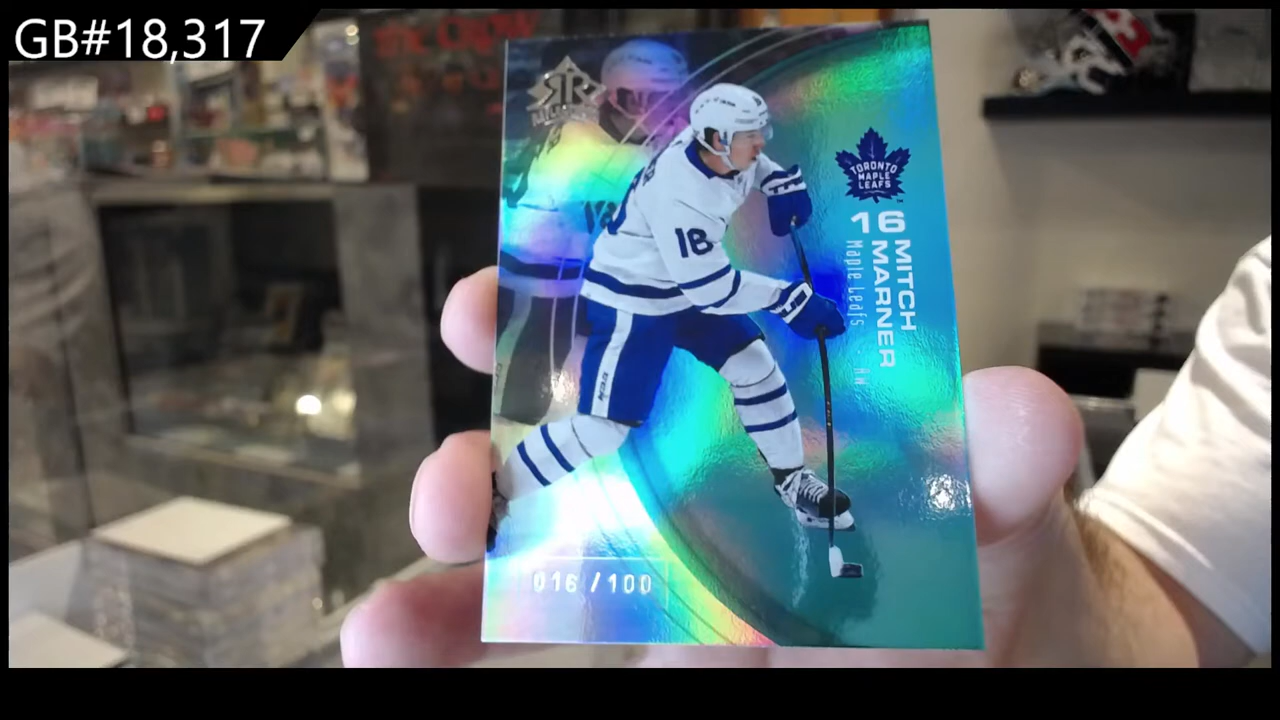 GB#18,317
TORONTO
MAPLE
LEAFS
16 MITCH
MARNER
Maple Leafs · RW
18
016 / 100